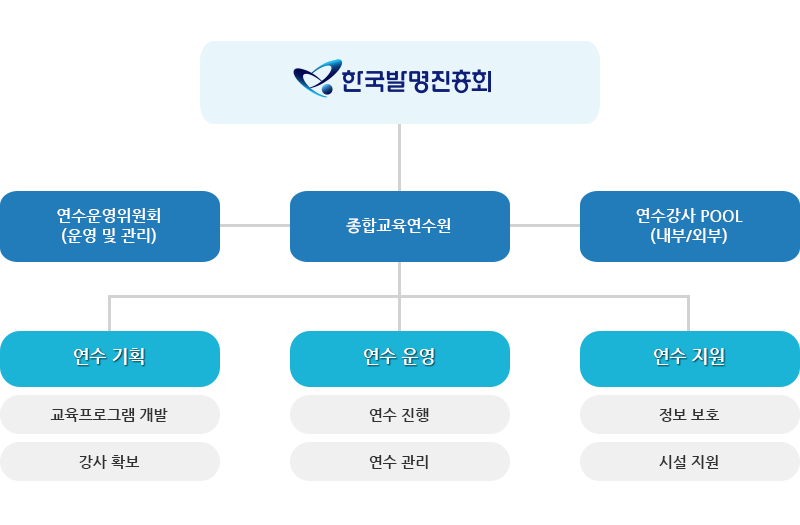 한국발명진흥회
연수운영위원회
(운영 및 관리)
종합교육연수원
연수강사 POOL
(내부/외부)
연수 기획
연수 운영
연수 지원
교육프로그램 개발
연수 진행
정보 보호
강사 확보
연수 관리
시설 지원